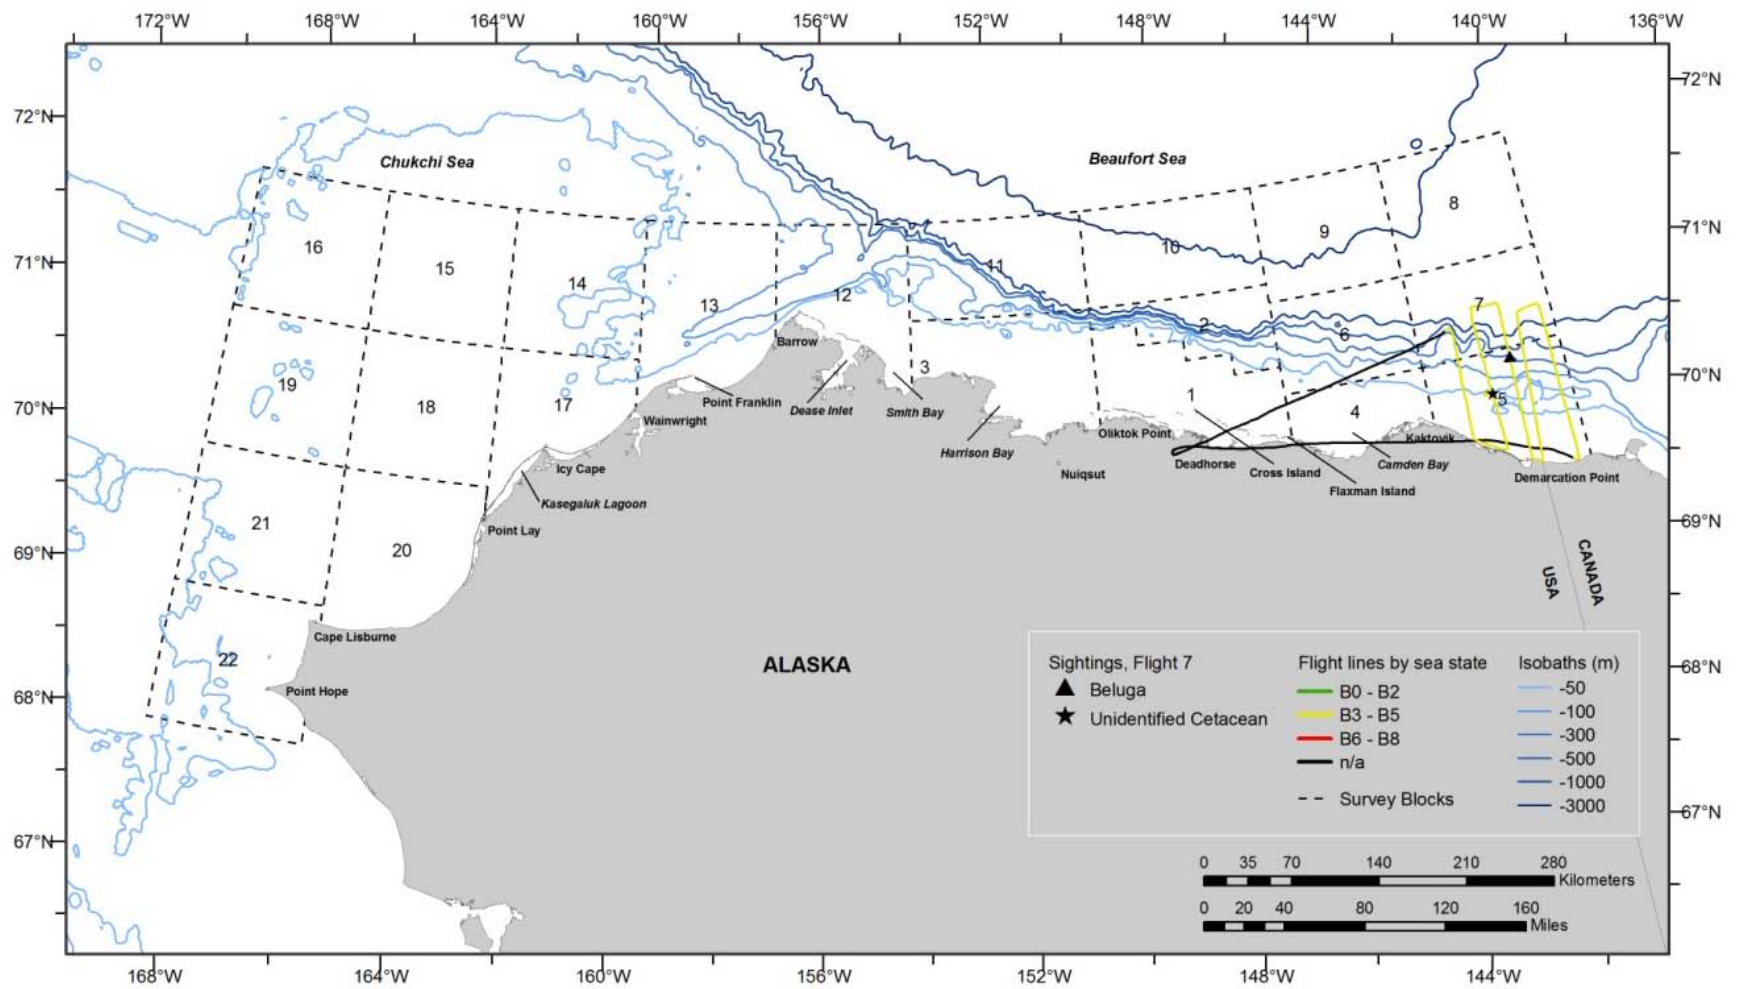 172°W 168°W 164°W 160°W 156°W 152°W 148°W 144°W 140°W 136°W
72°N
72°N
Chukchi Sea
Beaufort Sea
8
71°N
9
16
10
71°N
15
11
14
12
13
7
2
6
Barrow
3
70°N
19
Point Franklin
Dease Inlet
Smith Bay
1
5
18
17
4
70°N
Wainwright
Oliktok Point
Kaktovik
Harrison Bay
Deadhorse
Camden Bay
Icy Cape
Nuiqsut
Cross Island
Demarcation Point
Flaxman Island
Kasegaluk Lagoon
21
Point Lay
69°N
20
69°N
CANADA
USA
Cape Lisburne
22
ALASKA
68°N
Point Hope
68°N
Sightings, Flight 7
Beluga
Unidentified Cetacean
Flight lines by sea state
B0 - B2
B3 - B5
B6 - B8
n/a
Survey Blocks
Isobaths (m)
-50
-100
-300
-500
-1000
-3000
67°N
67°N
0 35 70 140 210 280
Kilometers
0 20 40 80 120 160
Miles
168°W 164°W 160°W 156°W 152°W 148°W 144°W